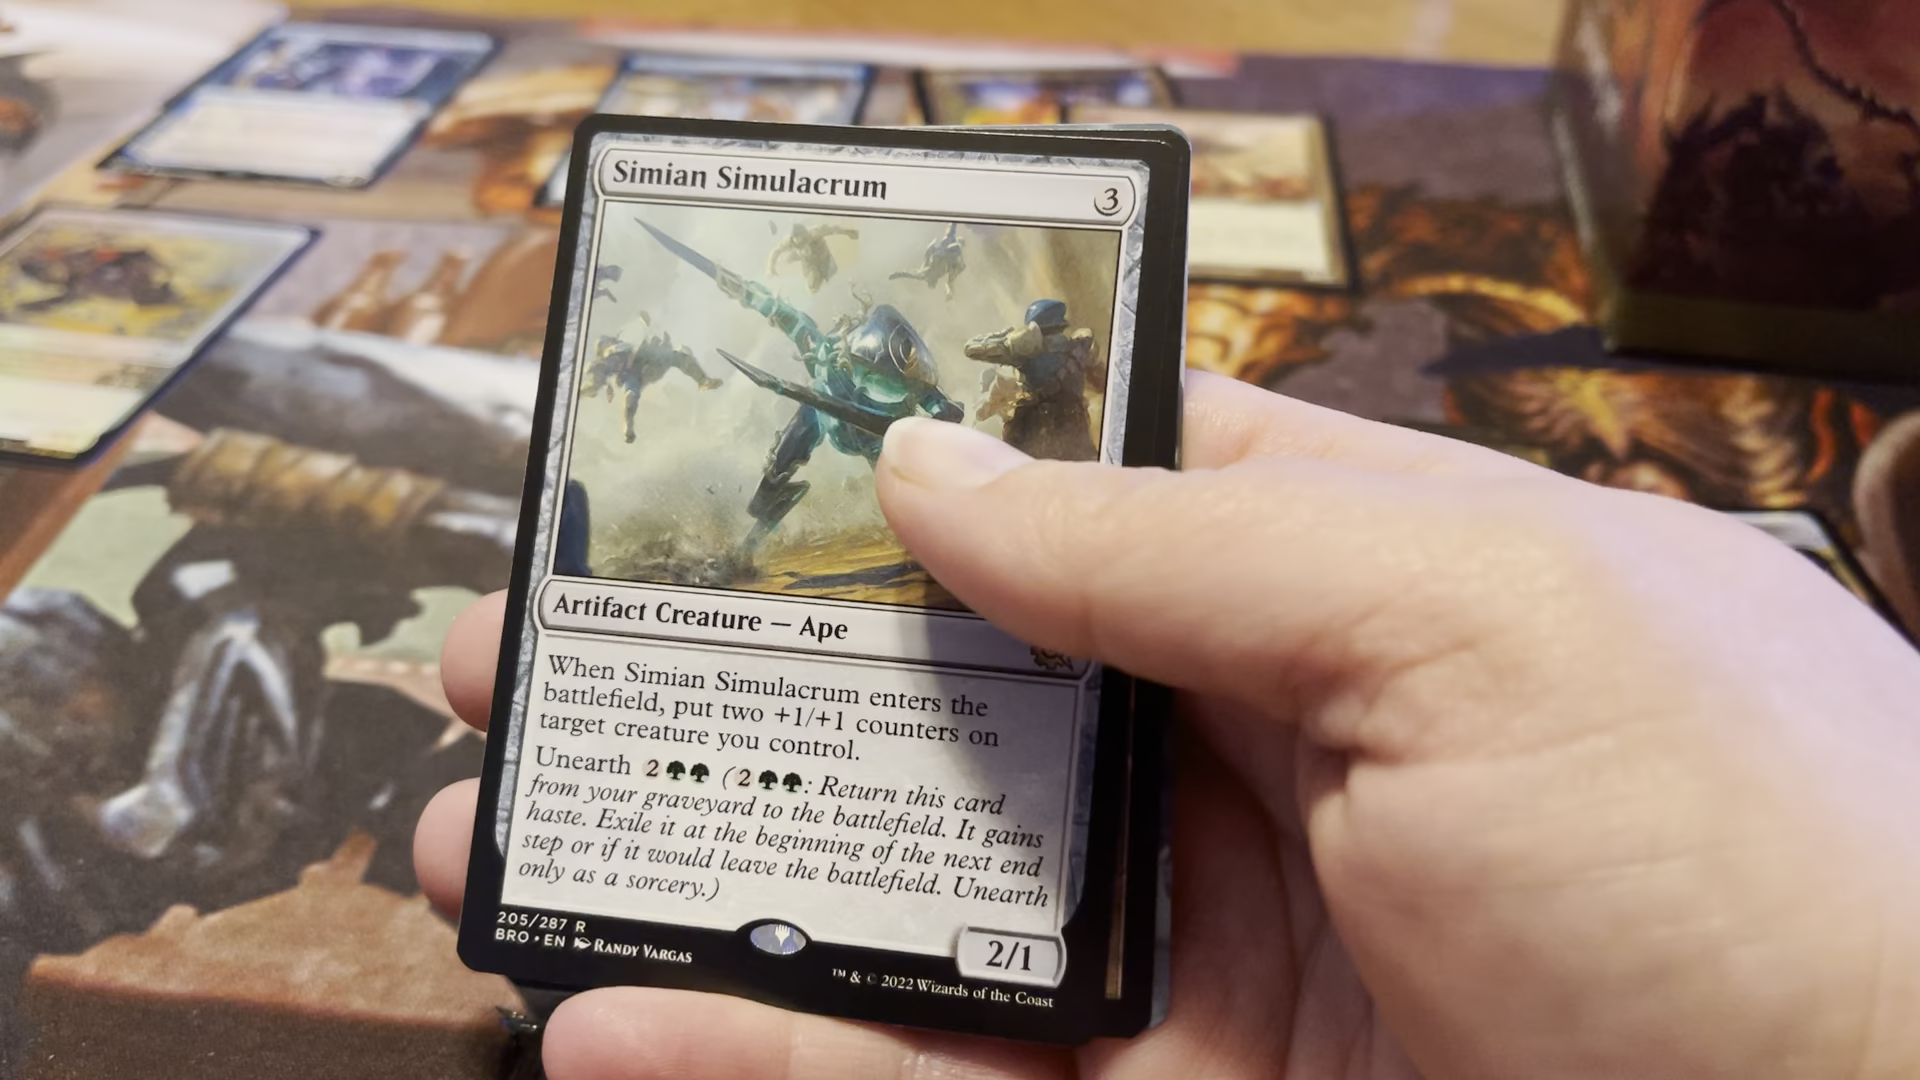 Simian Simulacrum 3
Artifact Creature — Ape
When Simian Simulacrum enters the
battlefield, put two +1/+1 counters on
target creature you control.
Unearth 2 (2: Return this card
from your graveyard to the battlefield. It gains
haste. Exile it at the beginning of the next end
step or if it would leave the battlefield. Unearth
only as a sorcery.)
2/1
205/287 R
BRO • EN RANDY VARGAS
™ & © 2022 Wizards of the Coast